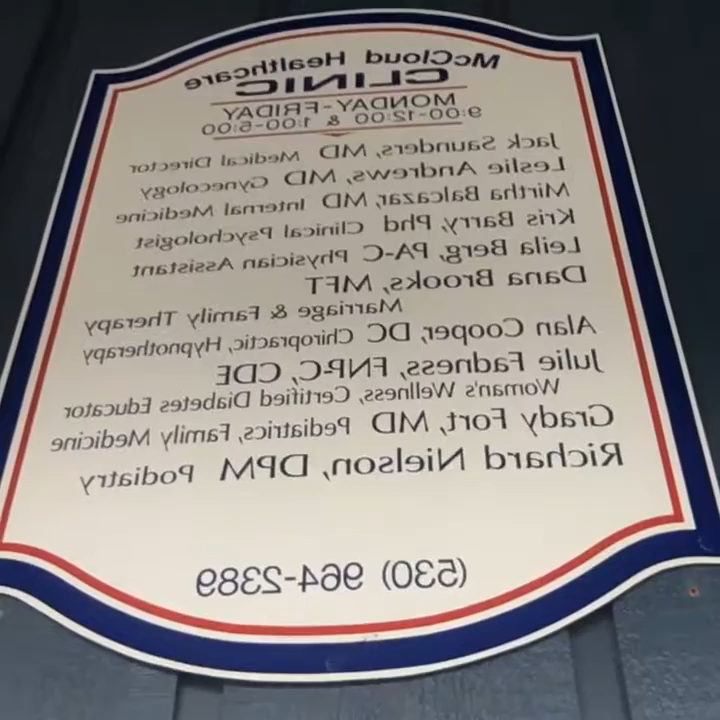 McCloud Healthcare
CLINIC
MONDAY-FRIDAY
9:00-12:00 & 1:00-5:00
Jack Saunders, MD Medical Director
Leslie Andrews, MD Gynecology
Mirtha Balcazar, MD Internal Medicine
Kris Barry, Phd Clinical Psychologist
Leila Berg, PA-C Physician Assistant
Dana Brooks, MFT
Marriage & Family Therapy
Alan Cooper, DC Chiropractic, Hypnotherapy
Julie Fadness, FNPC, CDE
Woman's Wellness, Certified Diabetes Educator
Grady Fort, MD Pediatrics, Family Medicine
Richard Nielson, DPM Podiatry
(530) 964-2389